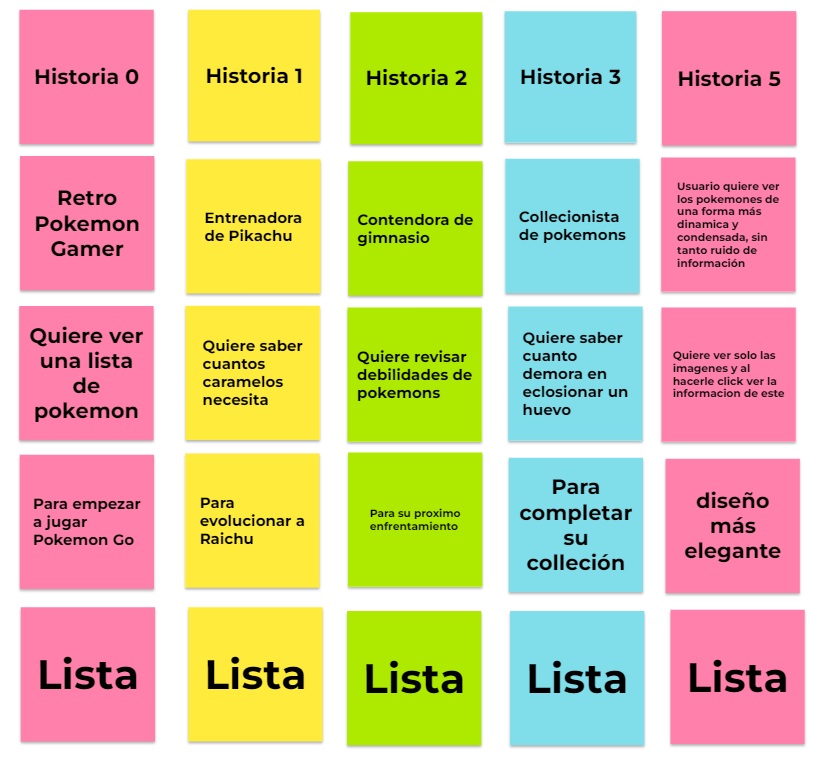 Historia 0
Historia 1
Historia 2
Historia 3
Historia 5
Retro
Pokemon
Gamer
Entrenadora
de Pikachu
Contendora de
gimnasio
Collecionista
de pokemons
Usuario quiere ver
los pokemones de
una forma más
dinamica y
condensada, sin
tanto ruido de
información
Quiere ver
una lista
de
pokemon
Quiere saber
cuantos
caramelos
necesita
Quiere revisar
debilidades de
pokemons
Quiere saber
cuanto
demora en
eclosionar un
huevo
Quiere ver solo las
imagenes y al
hacerle click ver la
informacion de este
Para empezar
a jugar
Pokemon Go
Para
evolucionar a
Raichu
Para su proximo
enfrentamiento
Para
completar
su
colleción
diseño
más
elegante
Lista
Lista
Lista
Lista
Lista